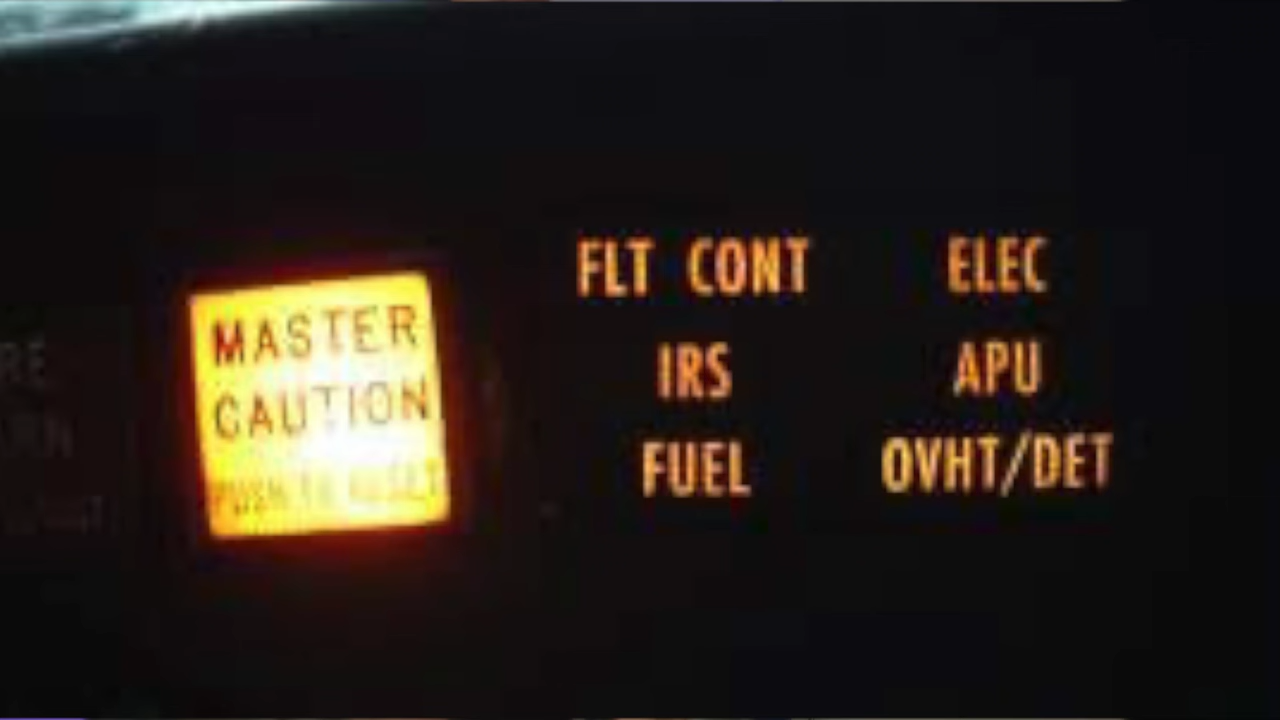 MASTER
CAUTION
PUSH TO RESET
FLT CONT ELEC
IRS APU
FUEL OVHT/DET